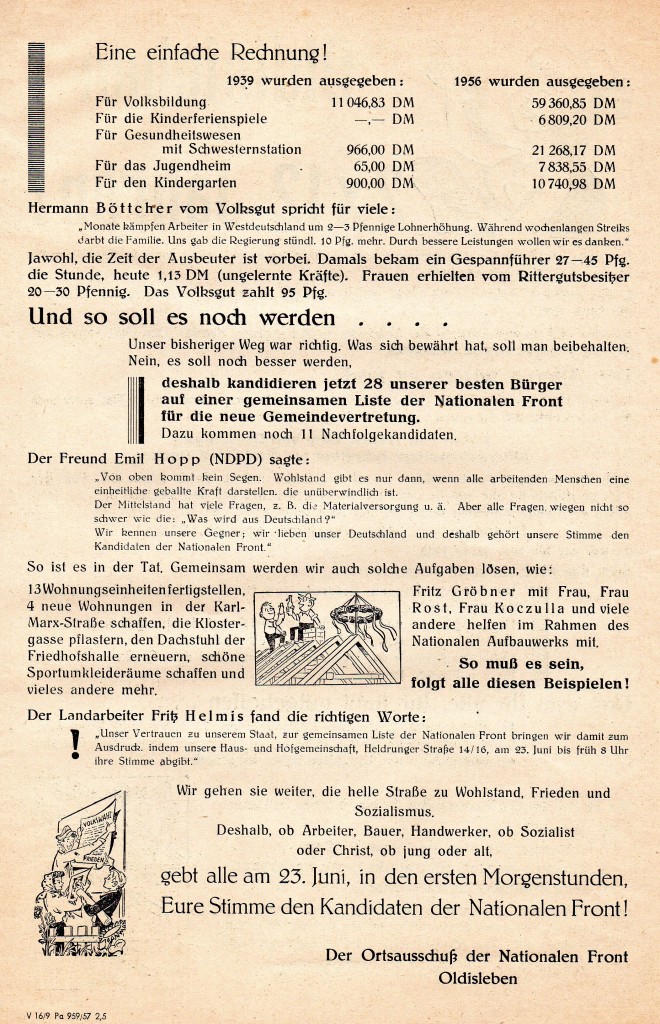 Eine einfache Rechnung!
1939 wurden ausgegeben: 1956 wurden ausgegeben:
Für Volksbildung 11 046,83 DM 59 360,85 DM
Für die Kinderferienspiele —,— DM 6 809,20 DM
Für Gesundheitswesen
mit Schwesternstation 966,00 DM 21 268,17 DM
Für das Jugendheim 65,00 DM 7 838,55 DM
Für den Kindergarten 900,00 DM 10 740,98 DM
Hermann Böttcher vom Volksgut spricht für viele:
„Monate kämpfen Arbeiter in Westdeutschland um 2—3 Pfennige Lohnerhöhung. Während wochenlangen Streiks
darbt die Familie. Uns gab die Regierung stündl. 10 Pfg. mehr. Durch bessere Leistungen wollen wir es danken.“
Jawohl, die Zeit der Ausbeuter ist vorbei. Damals bekam ein Gespannführer 27—45 Pfg.
die Stunde, heute 1,13 DM (ungelernte Kräfte). Frauen erhielten vom Rittergutsbesitzer
20—30 Pfennig. Das Volksgut zahlt 95 Pfg.
Und so soll es noch werden . . . .
Unser bisheriger Weg war richtig. Was sich bewährt hat, soll man beibehalten.
Nein, es soll noch besser werden,
deshalb kandidieren jetzt 28 unserer besten Bürger
auf einer gemeinsamen Liste der Nationalen Front
für die neue Gemeindevertretung.
Dazu kommen noch 11 Nachfolgekandidaten.
Der Freund Emil Hopp (NDPD) sagte:
„Von oben kommt kein Segen. Wohlstand gibt es nur dann, wenn alle arbeitenden Menschen eine
einheitliche geballte Kraft darstellen. die unüberwindlich ist.
Der Mittelstand hat viele Fragen, z. B. die Materialversorgung u. ä. Aber alle Fragen wiegen nicht so
schwer wie die: „Was wird aus Deutschland?“
Wir kennen unsere Gegner; wir lieben unser Deutschland und deshalb gehört unsere Stimme den
Kandidaten der Nationalen Front.“
So ist es in der Tat. Gemeinsam werden wir auch solche Aufgaben lösen, wie:
13 Wohnungseinheiten fertigstellen,
4 neue Wohnungen in der Karl-
Marx-Straße schaffen, die Kloster-
gasse pflastern, den Dachstuhl der
Friedhofshalle erneuern, schöne
Sportumkleideräume schaffen und
vieles andere mehr.
Fritz Gröbner mit Frau, Frau
Rost, Frau Koczulla und viele
andere helfen im Rahmen des
Nationalen Aufbauwerks mit.
So muß es sein,
folgt alle diesen Beispielen!
Der Landarbeiter Fritz Helmis fand die richtigen Worte:
! „Unser Vertrauen zu unserem Staat, zur gemeinsamen Liste der Nationalen Front bringen wir damit zum
Ausdruck. indem unsere Haus- und Hofgemeinschaft, Heldrunger Straße 14/16, am 23. Juni bis früh 8 Uhr
ihre Stimme abgibt.“
VOLKSWAHL
FRIEDEN
Wir gehen sie weiter, die helle Straße zu Wohlstand, Frieden und
Sozialismus.
Deshalb, ob Arbeiter, Bauer, Handwerker, ob Sozialist
oder Christ, ob jung oder alt,
gebt alle am 23. Juni, in den ersten Morgenstunden,
Eure Stimme den Kandidaten der Nationalen Front!
Der Ortsausschuß der Nationalen Front
Oldisleben
V 16/9 Pa 959/57 2,5